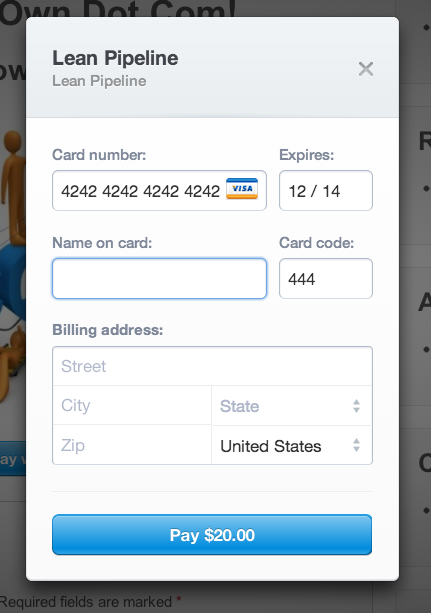 Own Dot Com!
Lean Pipeline
Lean Pipeline
Card number:
Expires:
4242 4242 4242 4242 VISA
12 / 14
Name on card:
Card code:
444
Billing address:
Street
City
State
Zip
United States
Pay $20.00
Required fields are marked *